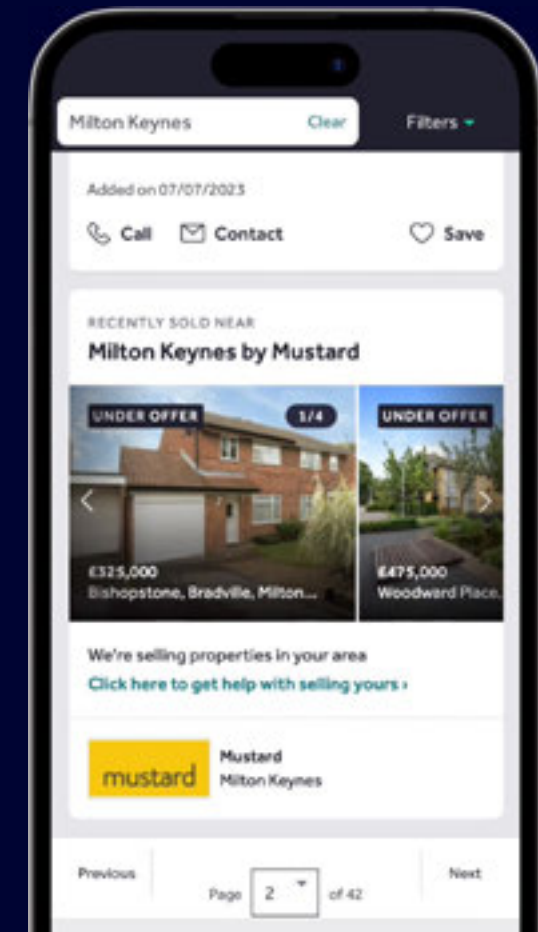 Milton Keynes Clear Filters
Added on 07/07/2023
Call Contact Save
RECENTLY SOLD NEAR
Milton Keynes by Mustard
UNDER OFFER 1/4 UNDER OFFER
£325,000 £475,000
Bishopstone, Bradville, Milton... Woodward Place,
We're selling properties in your area
Click here to get help with selling yours ›
mustard
Mustard
Milton Keynes
Previous Page 2 of 42 Next